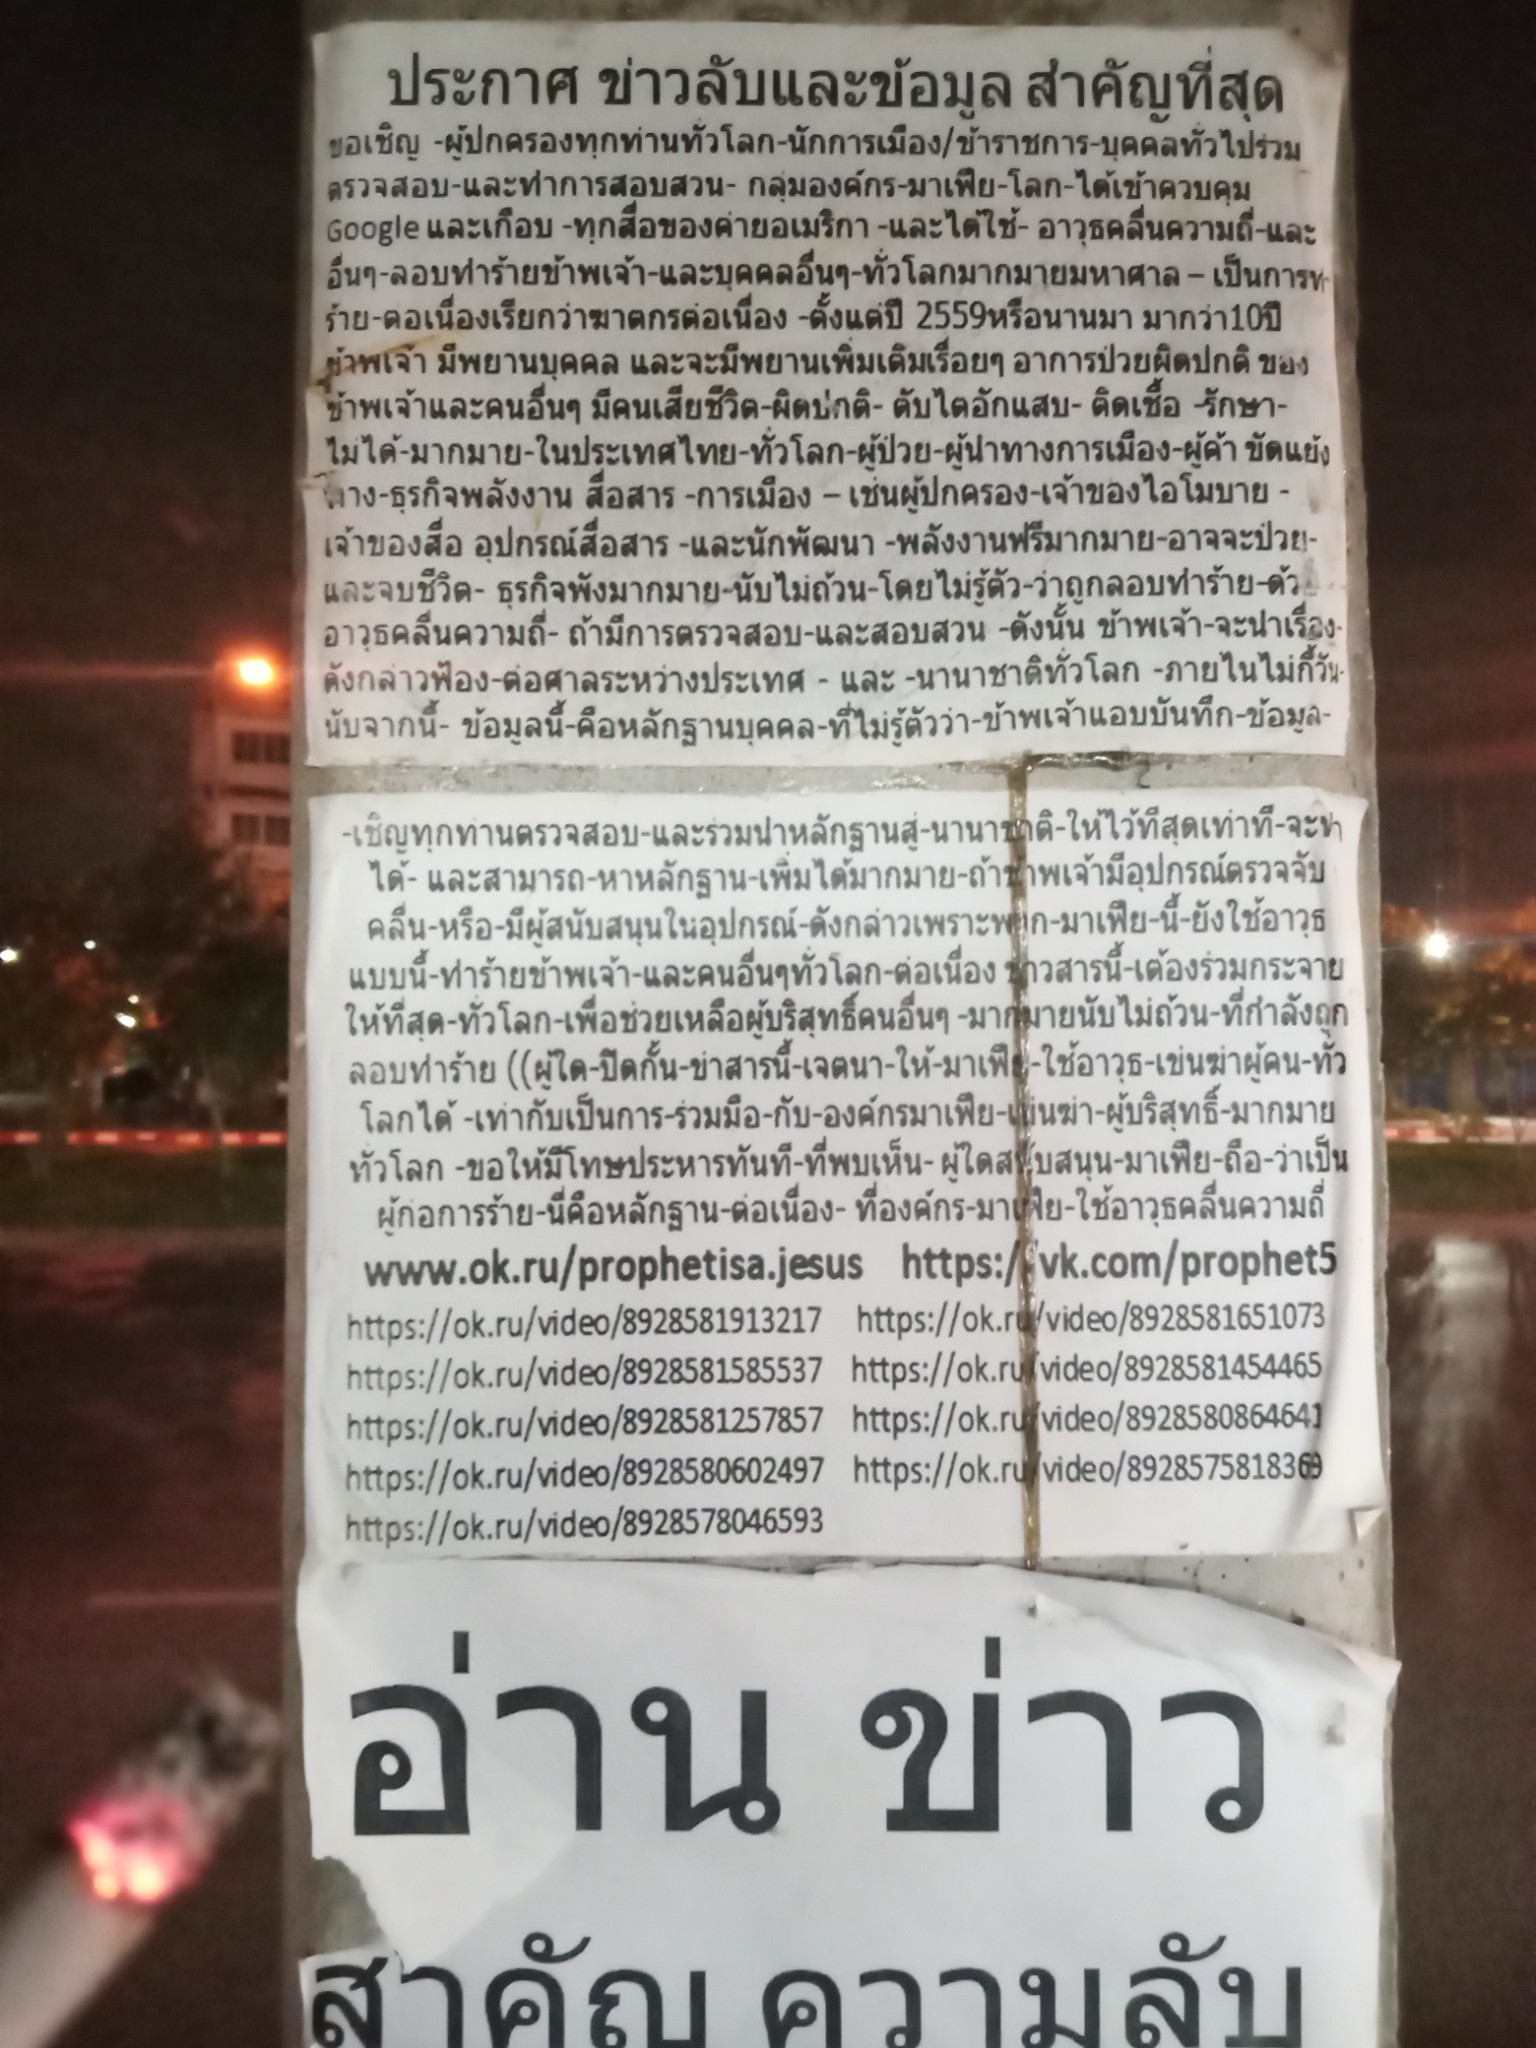 ประกาศ ข่าวลับและข้อมูล สำคัญที่สุด
ขอเชิญ -ผู้ปกครองทุกท่านทั่วโลก-นักการเมือง/ข้าราชการ-บุคคลทั่วไปร่วม
ตรวจสอบ-และทำการสอบสวน- กลุ่มองค์กร-มาเฟีย-โลก-ได้เข้าควบคุม
Google และเกือบ -ทุกสื่อของค่ายอเมริกา -และได้ใช้- อาวุธคลื่นความถี่-และ
อื่นๆ-ลอบทำร้ายข้าพเจ้า-และบุคคลอื่นๆ-ทั่วโลกมากมายมหาศาล – เป็นการทำ
ร้าย-ต่อเนื่องเรียกว่าฆาตกรต่อเนื่อง -ตั้งแต่ปี 2559หรือนานมา มากว่า10ปี
ข้าพเจ้า มีพยานบุคคล และจะมีพยานเพิ่มเติมเรื่อยๆ อาการป่วยผิดปกติ ของ
ข้าพเจ้าและคนอื่นๆ มีคนเสียชีวิต-ผิดปกติ- ตับไตอักแสบ- ติดเชื้อ -รักษา-
ไม่ได้-มากมาย-ในประเทศไทย-ทั่วโลก-ผู้ป่วย-ผู้นำทางการเมือง-ผู้ค้า ขัดแย้ง
ทาง-ธุรกิจพลังงาน สื่อสาร -การเมือง – เช่นผู้ปกครอง-เจ้าของไอโมบาย -
เจ้าของสื่อ อุปกรณ์สื่อสาร -และนักพัฒนา -พลังงานฟรีมากมาย-อาจจะป่วย-
และจบชีวิต- ธุรกิจพังมากมาย-นับไม่ถ้วน-โดยไม่รู้ตัว-ว่าถูกลอบทำร้าย-ด้วย
อาวุธคลื่นความถี่- ถ้ามีการตรวจสอบ-และสอบสวน -ดังนั้น ข้าพเจ้า-จะนำเรื่อง-
ดังกล่าวฟ้อง-ต่อศาลระหว่างประเทศ - และ -นานาชาติทั่วโลก -ภายไนไม่กี่วัน-
นับจากนี้- ข้อมูลนี้-คือหลักฐานบุคคล-ที่ไม่รู้ตัวว่า-ข้าพเจ้าแอบบันทึก-ข้อมูล-
-เชิญทุกท่านตรวจสอบ-และร่วมนำหลักฐานสู่-นานาชาติ-ให้ไว้ที่สุดเท่าที่-จะทำ
ได้- และสามารถ-หาหลักฐาน-เพิ่มได้มากมาย-ถ้าข้าพเจ้ามีอุปกรณ์ตรวจจับ
คลื่น-หรือ-มีผู้สนับสนุนในอุปกรณ์-ดังกล่าวเพราะพวก-มาเฟีย-นี้-ยังใช้อาวุธ
แบบนี้-ทำร้ายข้าพเจ้า-และคนอื่นๆทั่วโลก-ต่อเนื่อง ข่าวสารนี้-เต้องร่วมกระจาย
ให้ที่สุด-ทั่วโลก-เพื่อช่วยเหลือผู้บริสุทธิ์คนอื่นๆ -มากมายนับไม่ถ้วน-ที่กำลังถูก
ลอบทำร้าย ((ผู้ใด-ปิดกั้น-ข่าสารนี้-เจตนา-ให้-มาเฟีย-ใช้อาวุธ-เข่นฆ่าผู้คน-ทั่ว
โลกได้ -เท่ากับเป็นการ-ร่วมมือ-กับ-องค์กรมาเฟีย-เข่นฆ่า-ผู้บริสุทธิ์-มากมาย
ทั่วโลก -ขอให้มีโทษประหารทันที-ที่พบเห็น- ผู้ใดสนับสนุน-มาเฟีย-ถือ-ว่าเป็น
ผู้ก่อการร้าย-นี่คือหลักฐาน-ต่อเนื่อง- ที่องค์กร-มาเฟีย-ใช้อาวุธคลื่นความถี่
www.ok.ru/prophetisa.jesus https://vk.com/prophet5
https://ok.ru/video/8928581913217 https://ok.ru/video/8928581651073
https://ok.ru/video/8928581585537 https://ok.ru/video/8928581454465
https://ok.ru/video/8928581257857 https://ok.ru/video/8928580864641
https://ok.ru/video/8928580602497 https://ok.ru/video/8928575818369
https://ok.ru/video/8928578046593
อ่าน ข่าว
สำคัญ ความลับ